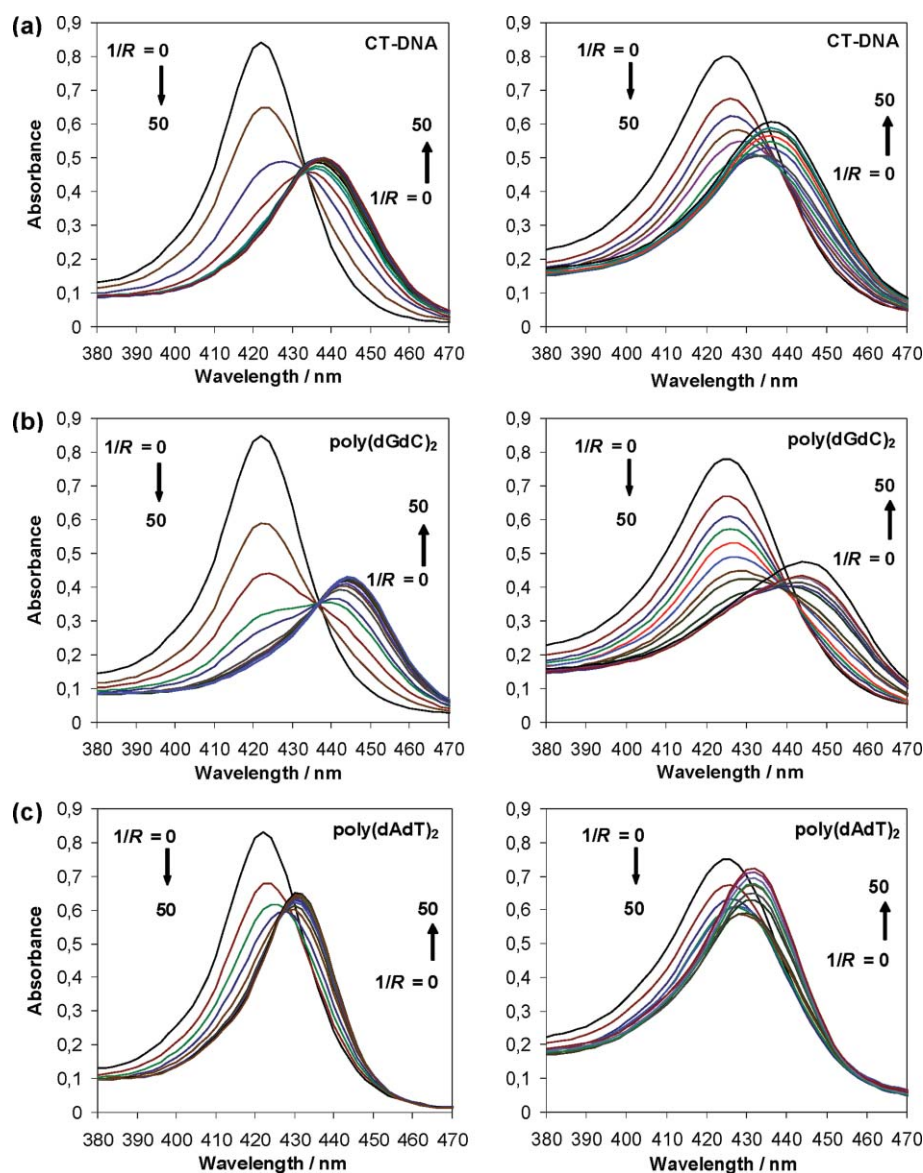 (a)
0,9
0,8
0,7
0,6
0,5
0,4
0,3
0,2
0,1
0
Absorbance
1/R = 0
50
CT-DNA
50
1/R = 0
380 390 400 410 420 430 440 450 460 470
Wavelength / nm
0,9
0,8
0,7
0,6
0,5
0,4
0,3
0,2
0,1
0
1/R = 0
50
CT-DNA
50
1/R = 0
380 390 400 410 420 430 440 450 460 470
Wavelength / nm
(b)
0,9
0,8
0,7
0,6
0,5
0,4
0,3
0,2
0,1
0
Absorbance
1/R = 0
50
poly(dGdC)2
50
1/R = 0
380 390 400 410 420 430 440 450 460 470
Wavelength / nm
0,9
0,8
0,7
0,6
0,5
0,4
0,3
0,2
0,1
0
1/R = 0
50
poly(dGdC)2
50
1/R = 0
380 390 400 410 420 430 440 450 460 470
Wavelength / nm
(c)
0,9
0,8
0,7
0,6
0,5
0,4
0,3
0,2
0,1
0
Absorbance
1/R = 0
50
poly(dAdT)2
50
1/R = 0
380 390 400 410 420 430 440 450 460 470
Wavelength / nm
0,9
0,8
0,7
0,6
0,5
0,4
0,3
0,2
0,1
0
1/R = 0
50
poly(dAdT)2
50
1/R = 0
380 390 400 410 420 430 440 450 460 470
Wavelength / nm